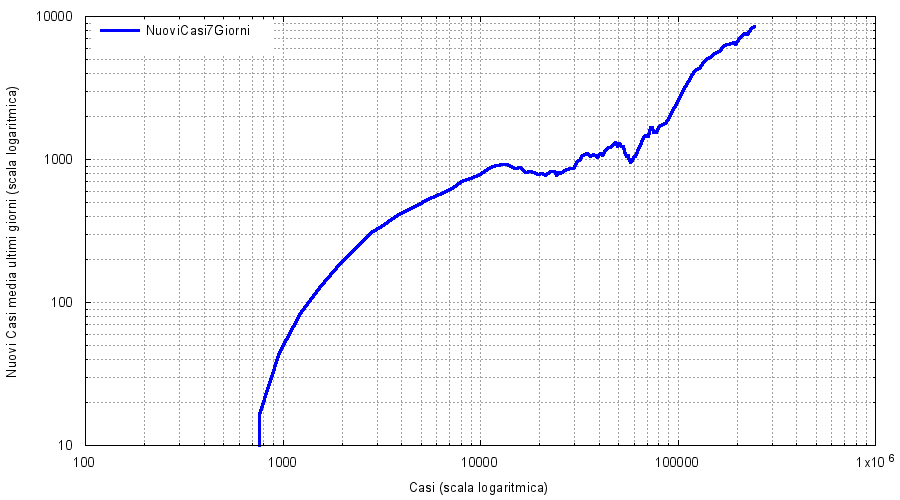 NuoviCasi7Giorni
Nuovi Casi media ultimi giorni (scala logaritmica)
10000
1000
100
10
100
1000
10000
100000
1x10 6
Casi (scala logaritmica)